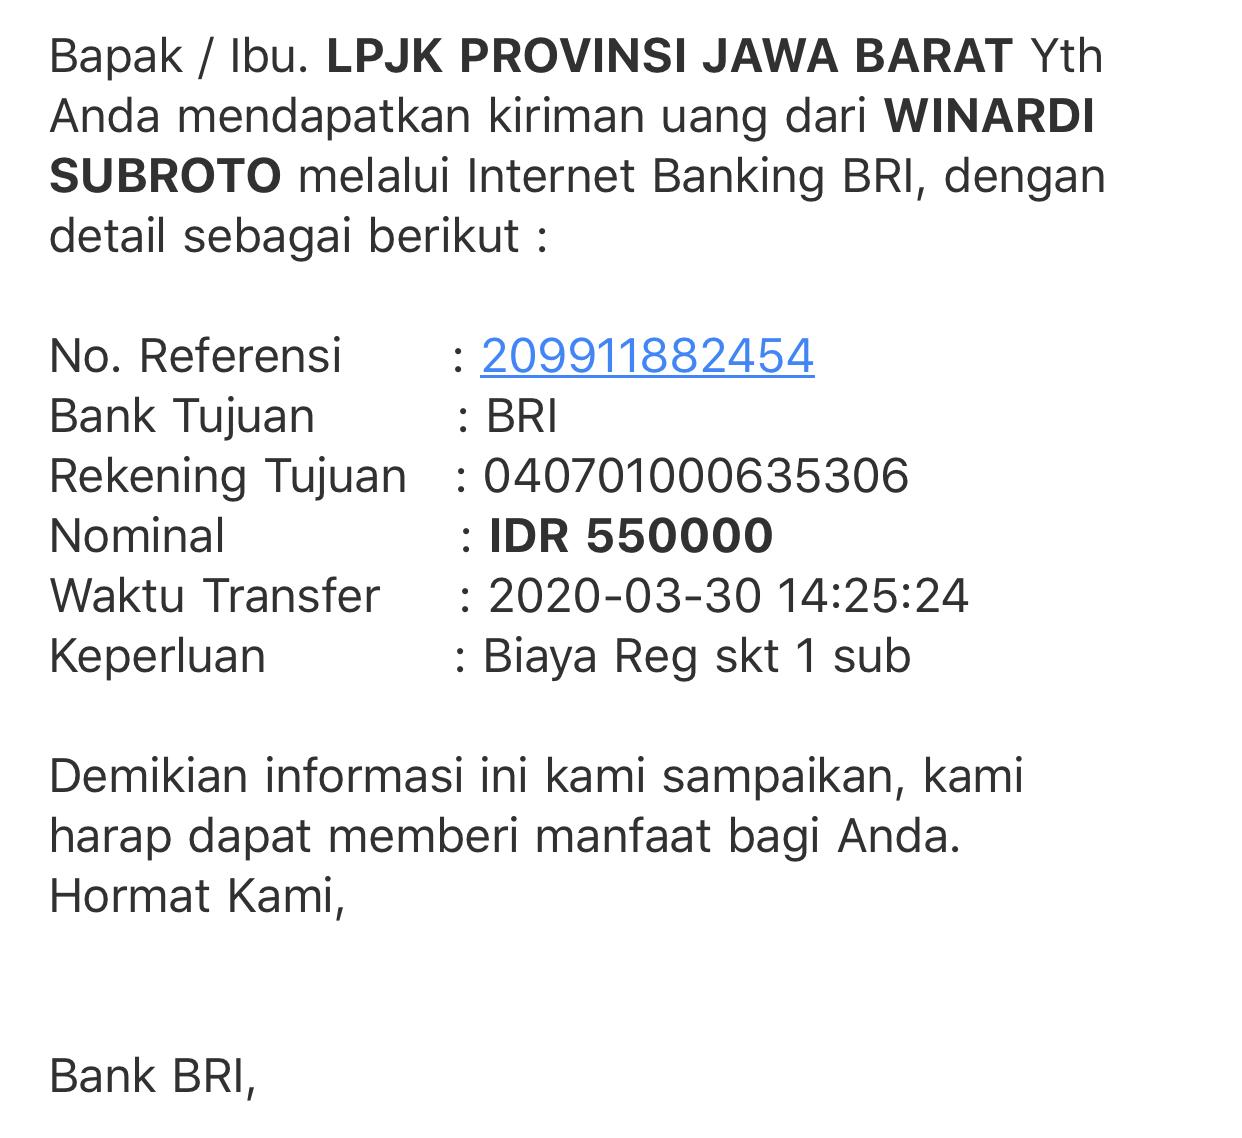 Bapak / Ibu. LPJK PROVINSI JAWA BARAT Yth
Anda mendapatkan kiriman uang dari WINARDI
SUBROTO melalui Internet Banking BRI, dengan
detail sebagai berikut :
No. Referensi : 209911882454
Bank Tujuan : BRI
Rekening Tujuan : 040701000635306
Nominal : IDR 550000
Waktu Transfer : 2020-03-30 14:25:24
Keperluan : Biaya Reg skt 1 sub
Demikian informasi ini kami sampaikan, kami
harap dapat memberi manfaat bagi Anda.
Hormat Kami,
Bank BRI,